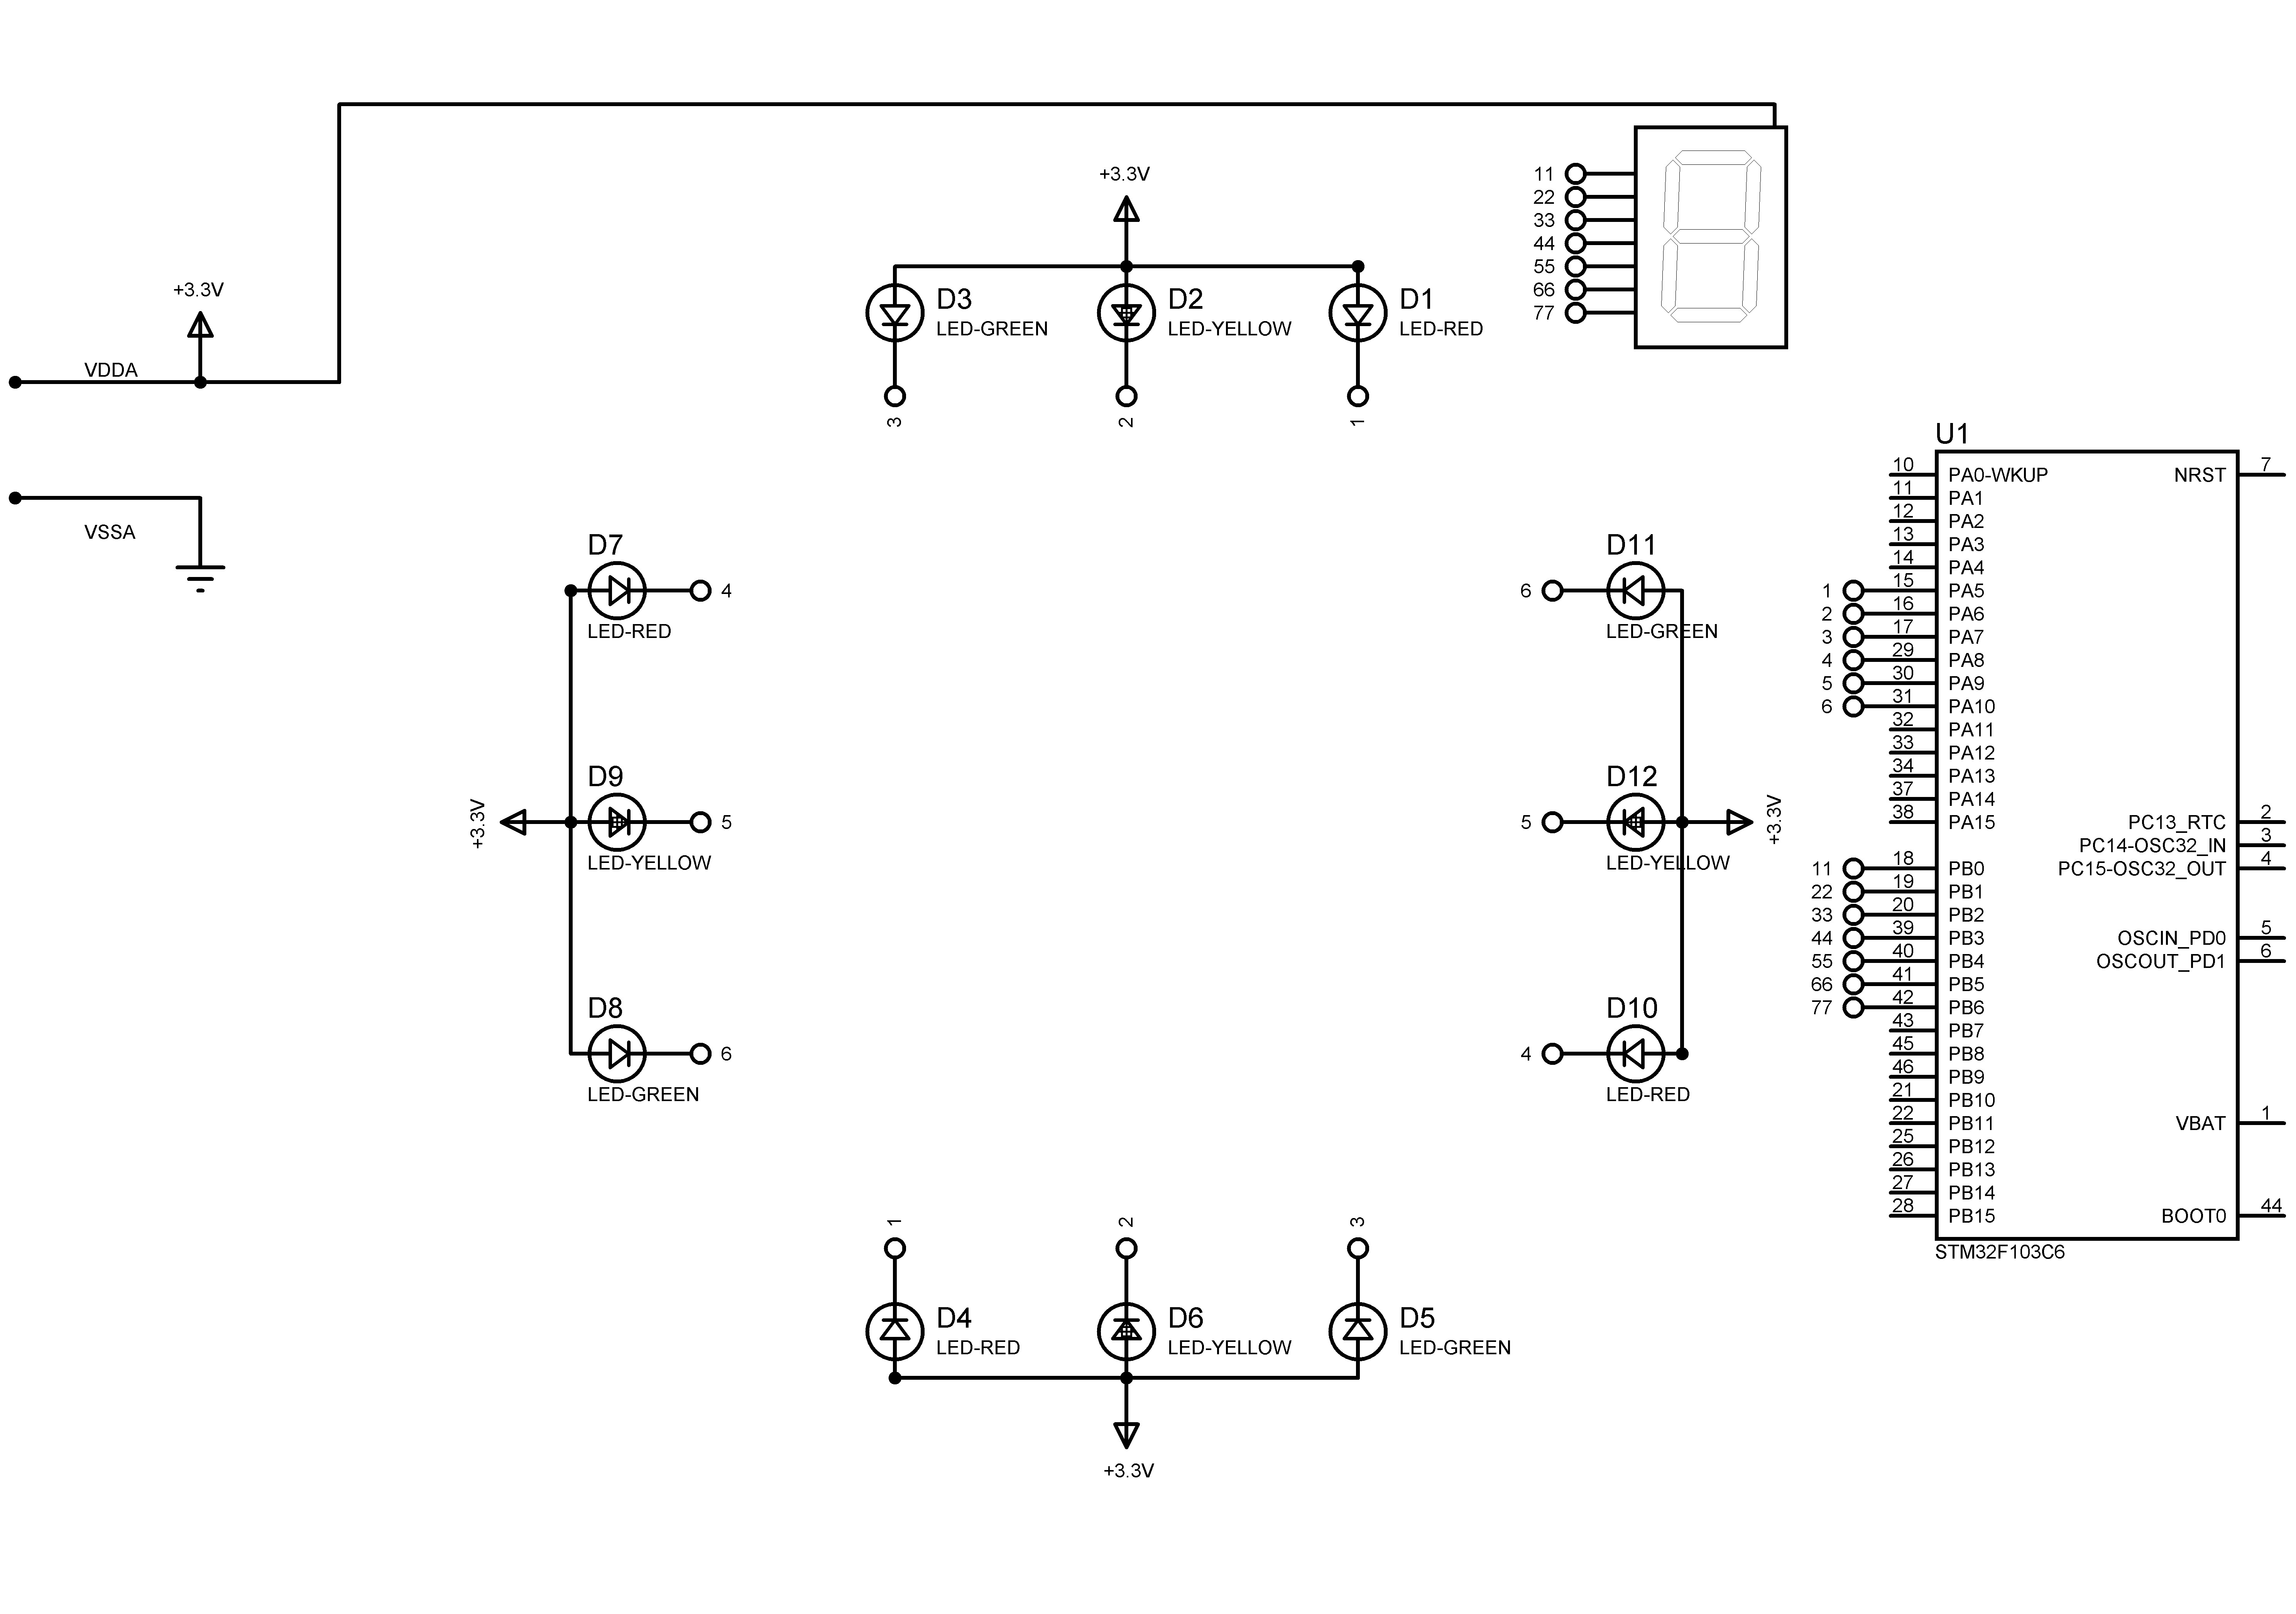 +3.3V
11
22
33
44
55
66
77
+3.3V
VDDA
D3
LED-GREEN
D2
LED-YELLOW
D1
LED-RED
3
2
1
VSSA
D7
LED-RED
4
D9
LED-YELLOW
5
+3.3V
D8
LED-GREEN
6
D11
LED-GREEN
6
D12
LED-YELLOW
5
+3.3V
D10
LED-RED
4
1
2
3
D4
LED-RED
D6
LED-YELLOW
D5
LED-GREEN
+3.3V
U1
10 PA0-WKUP NRST 7
11 PA1
12 PA2
13 PA3
14 PA4
1 15 PA5
2 16 PA6
3 17 PA7
4 29 PA8
5 30 PA9
6 31 PA10
32 PA11
33 PA12
34 PA13
37 PA14
38 PA15 PC13_RTC 2
PC14-OSC32_IN 3
11 18 PB0 PC15-OSC32_OUT 4
22 19 PB1
33 20 PB2
44 39 PB3 OSCIN_PD0 5
55 40 PB4 OSCOUT_PD1 6
66 41 PB5
77 42 PB6
43 PB7
45 PB8
46 PB9
21 PB10
22 PB11 VBAT 1
25 PB12
26 PB13
27 PB14
28 PB15 BOOT0 44
STM32F103C6